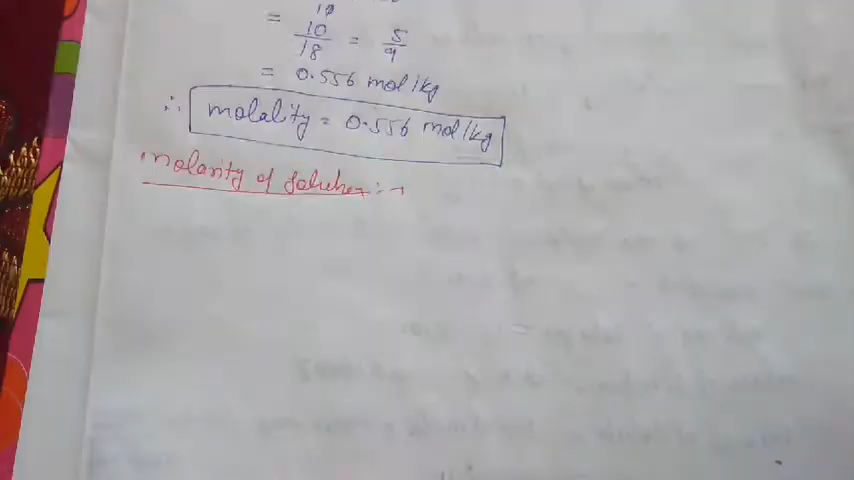 =
10
18 = 5
9
= 0.556 mol/kg
∴ molality = 0.556 mol/kg
molarity of Solution :→